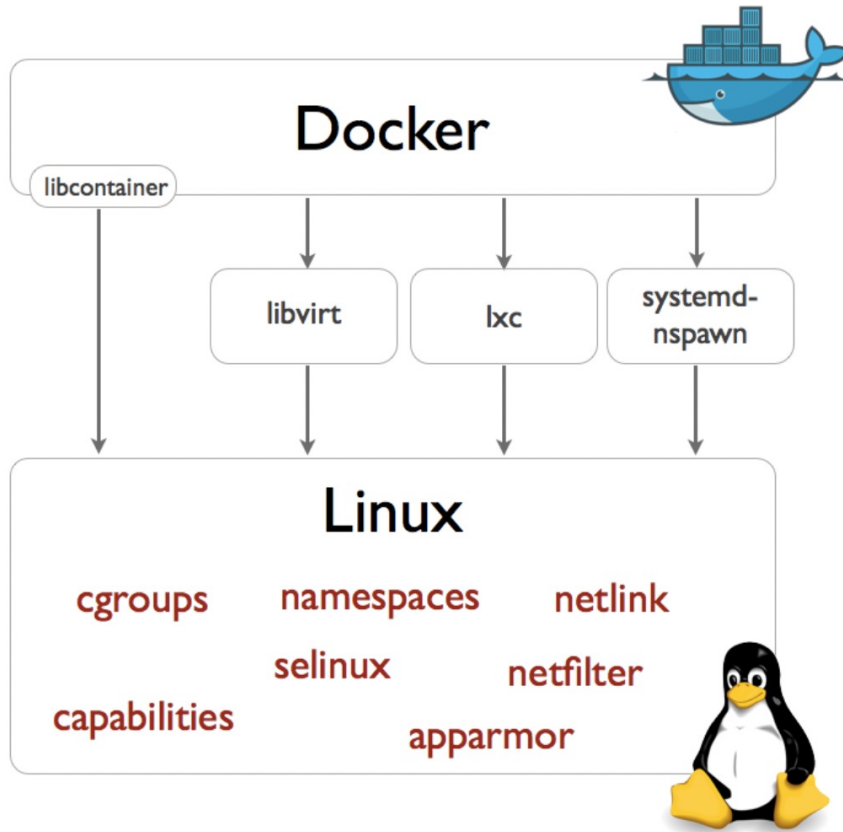 Docker
libcontainer
libvirt
lxc
systemd-
nspawn
Linux
cgroups
namespaces
netlink
selinux
netfilter
capabilities
apparmor